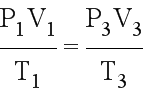 P₁V₁ / T₁ = P₃V₃ / T₃